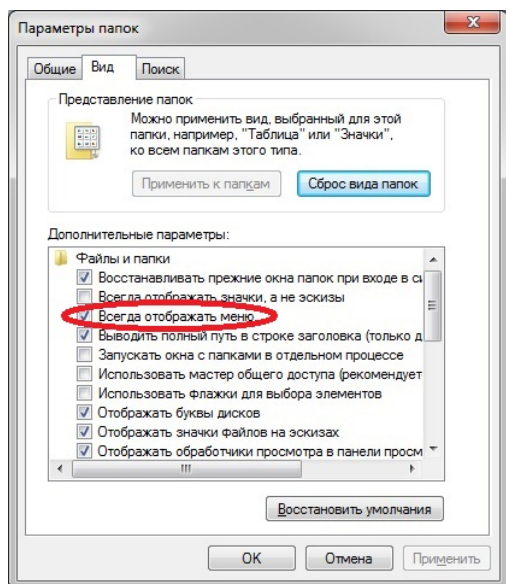 Параметры папок
Общие Вид Поиск
Представление папок
Можно применить вид, выбранный для этой
папки, например, "Таблица" или "Значки",
ко всем папкам этого типа.
Применить к папкам Сброс вида папок
Дополнительные параметры:
Файлы и папки
Восстанавливать прежние окна папок при входе в си
Всегда отображать значки, а не эскизы
Всегда отображать меню
Выводить полный путь в строке заголовка (только д
Запускать окна с папками в отдельном процессе
Использовать мастер общего доступа (рекомендует
Использовать флажки для выбора элементов
Отображать буквы дисков
Отображать значки файлов на эскизах
Отображать обработчики просмотра в панели просм
Восстановить умолчания
OK Отмена Применить